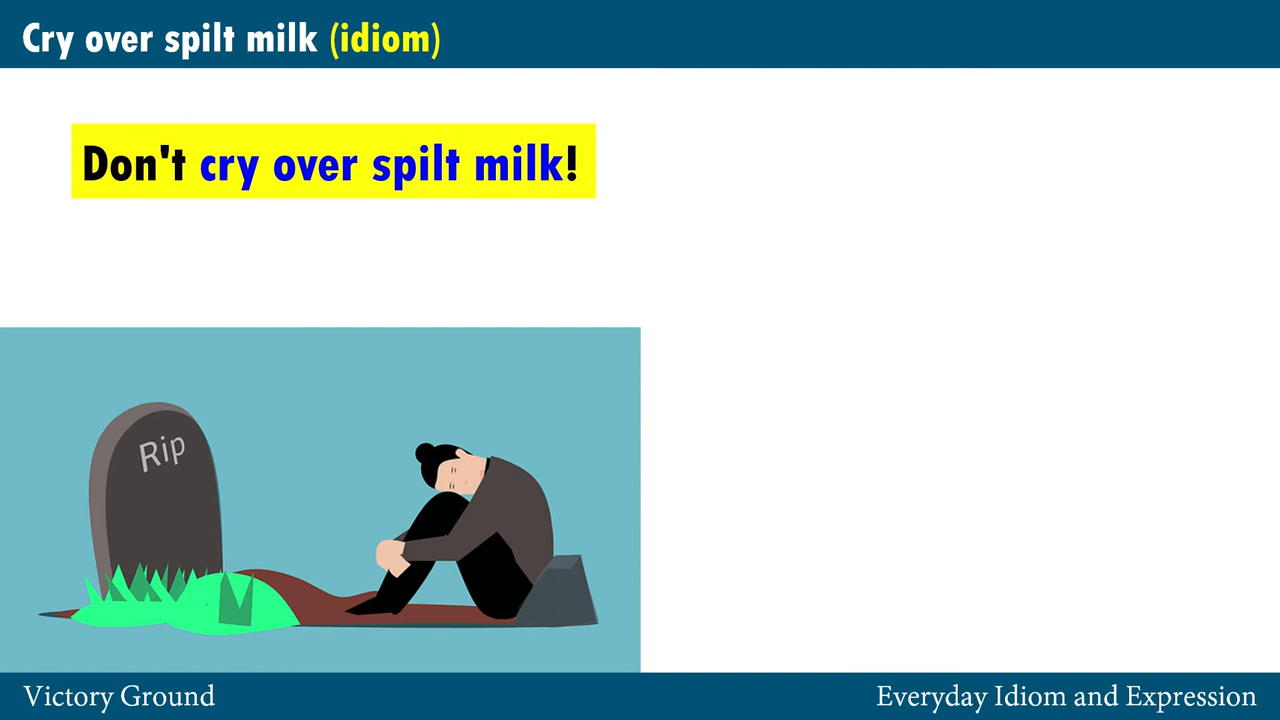 Cry over spilt milk (idiom)
Don't cry over spilt milk!
Rip
Victory Ground
Everyday Idiom and Expression